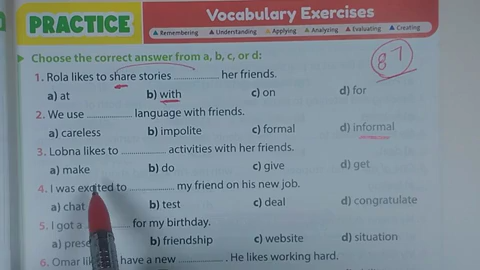 PRACTICE
Vocabulary Exercises
Remembering Understanding Applying Analyzing Evaluating Creating
Choose the correct answer from a, b, c, or d:
87
1. Rola likes to share stories .................. her friends.
a) at b) with c) on d) for
2. We use .................. language with friends.
a) careless b) impolite c) formal d) informal
3. Lobna likes to .................. activities with her friends.
a) make b) do c) give d) get
4. I was excited to .................. my friend on his new job.
a) chat b) test c) deal d) congratulate
5. I got a .................. for my birthday.
a) b) friendship c) website d) situation
6. Omar have a new .................. . He likes working hard.